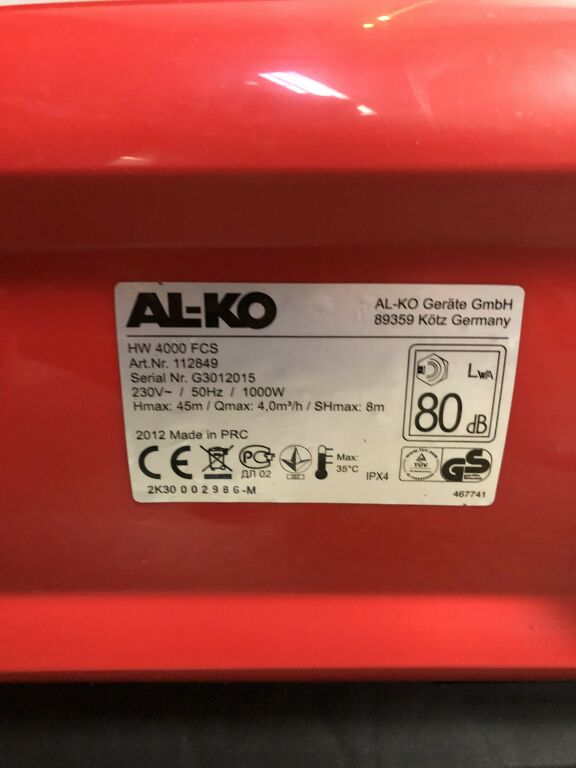 AL-KO
AL-KO Geräte GmbH
89359 Kötz Germany
HW 4000 FCS
Art.Nr. 112849
Serial Nr. G3012015
230V~ / 50Hz / 1000W
Hmax: 45m / Qmax: 4,0m³/h / SHmax: 8m
LWA
80 dB
2012 Made in PRC
CE
PG
ДП 02
Max:
35°C
IPX4
TÜV
GS
2K30 0 0 2 9 8 6 -M
467741